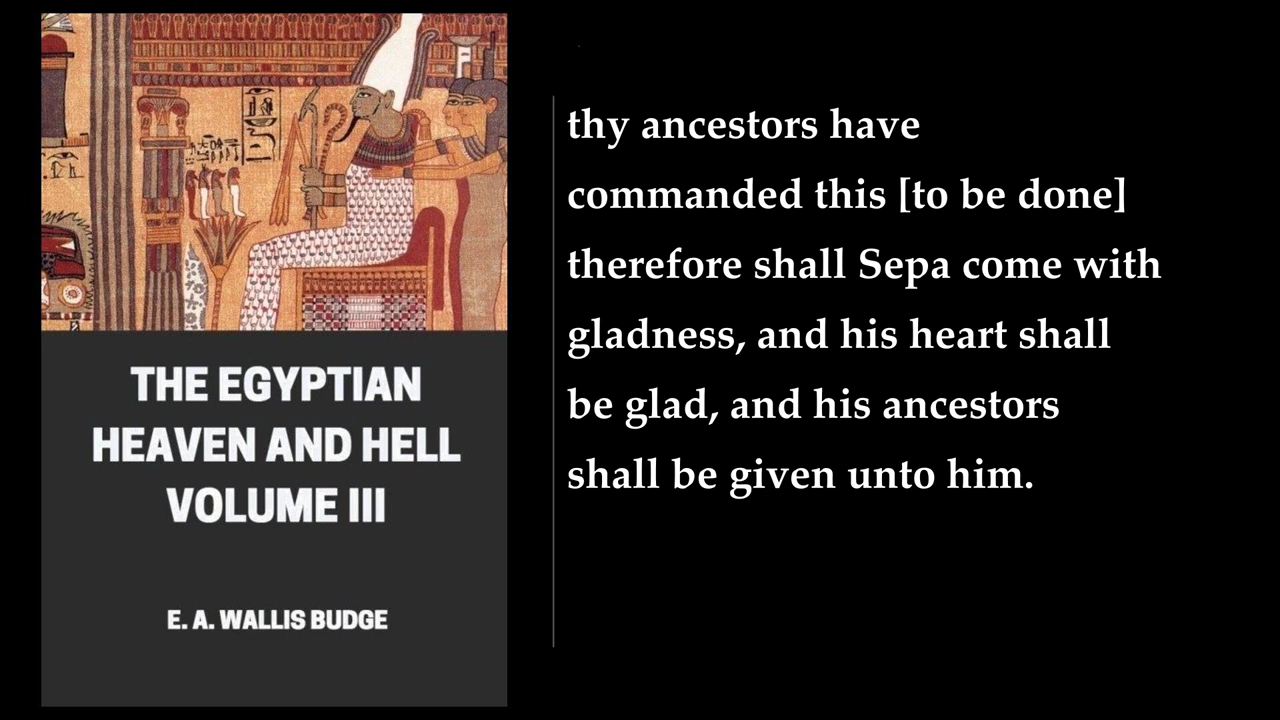 THE EGYPTIAN
HEAVEN AND HELL
VOLUME III
E. A. WALLIS BUDGE
thy ancestors have
commanded this [to be done]
therefore shall Sepa come with
gladness, and his heart shall
be glad, and his ancestors
shall be given unto him.